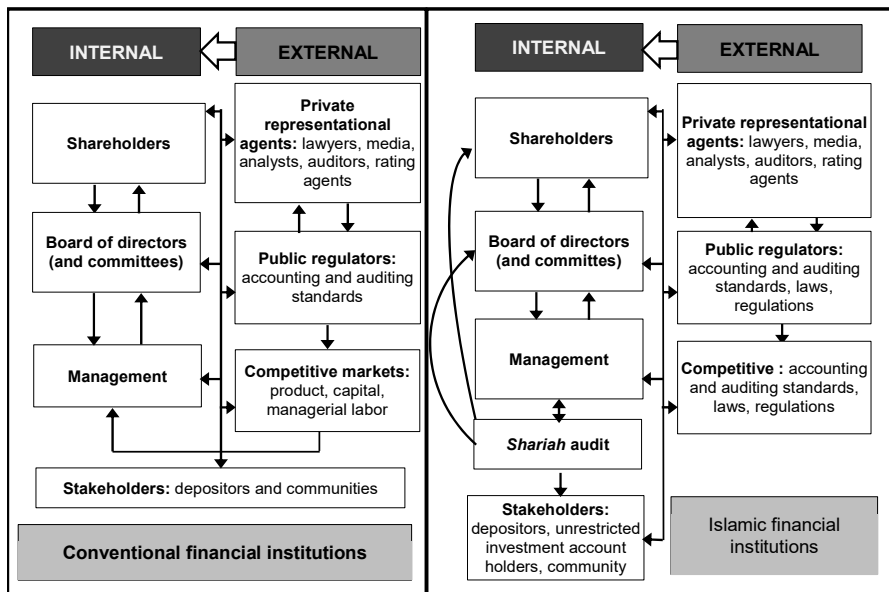 INTERNAL
EXTERNAL
Shareholders
Private
representational
agents: lawyers, media,
analysts, auditors, rating
agents
Board of directors
(and committees)
Public regulators:
accounting and auditing
standards
Management
Competitive markets:
product, capital,
managerial labor
Stakeholders: depositors and communities
Conventional financial institutions
INTERNAL
EXTERNAL
Shareholders
Private representational
agents: lawyers, media,
analysts, auditors, rating
agents
Board of directors
(and committes)
Public regulators:
accounting and auditing
standards, laws,
regulations
Management
Competitive : accounting
and auditing standards,
laws, regulations
Shariah audit
Stakeholders:
depositors, unrestricted
investment account
holders, community
Islamic financial
institutions